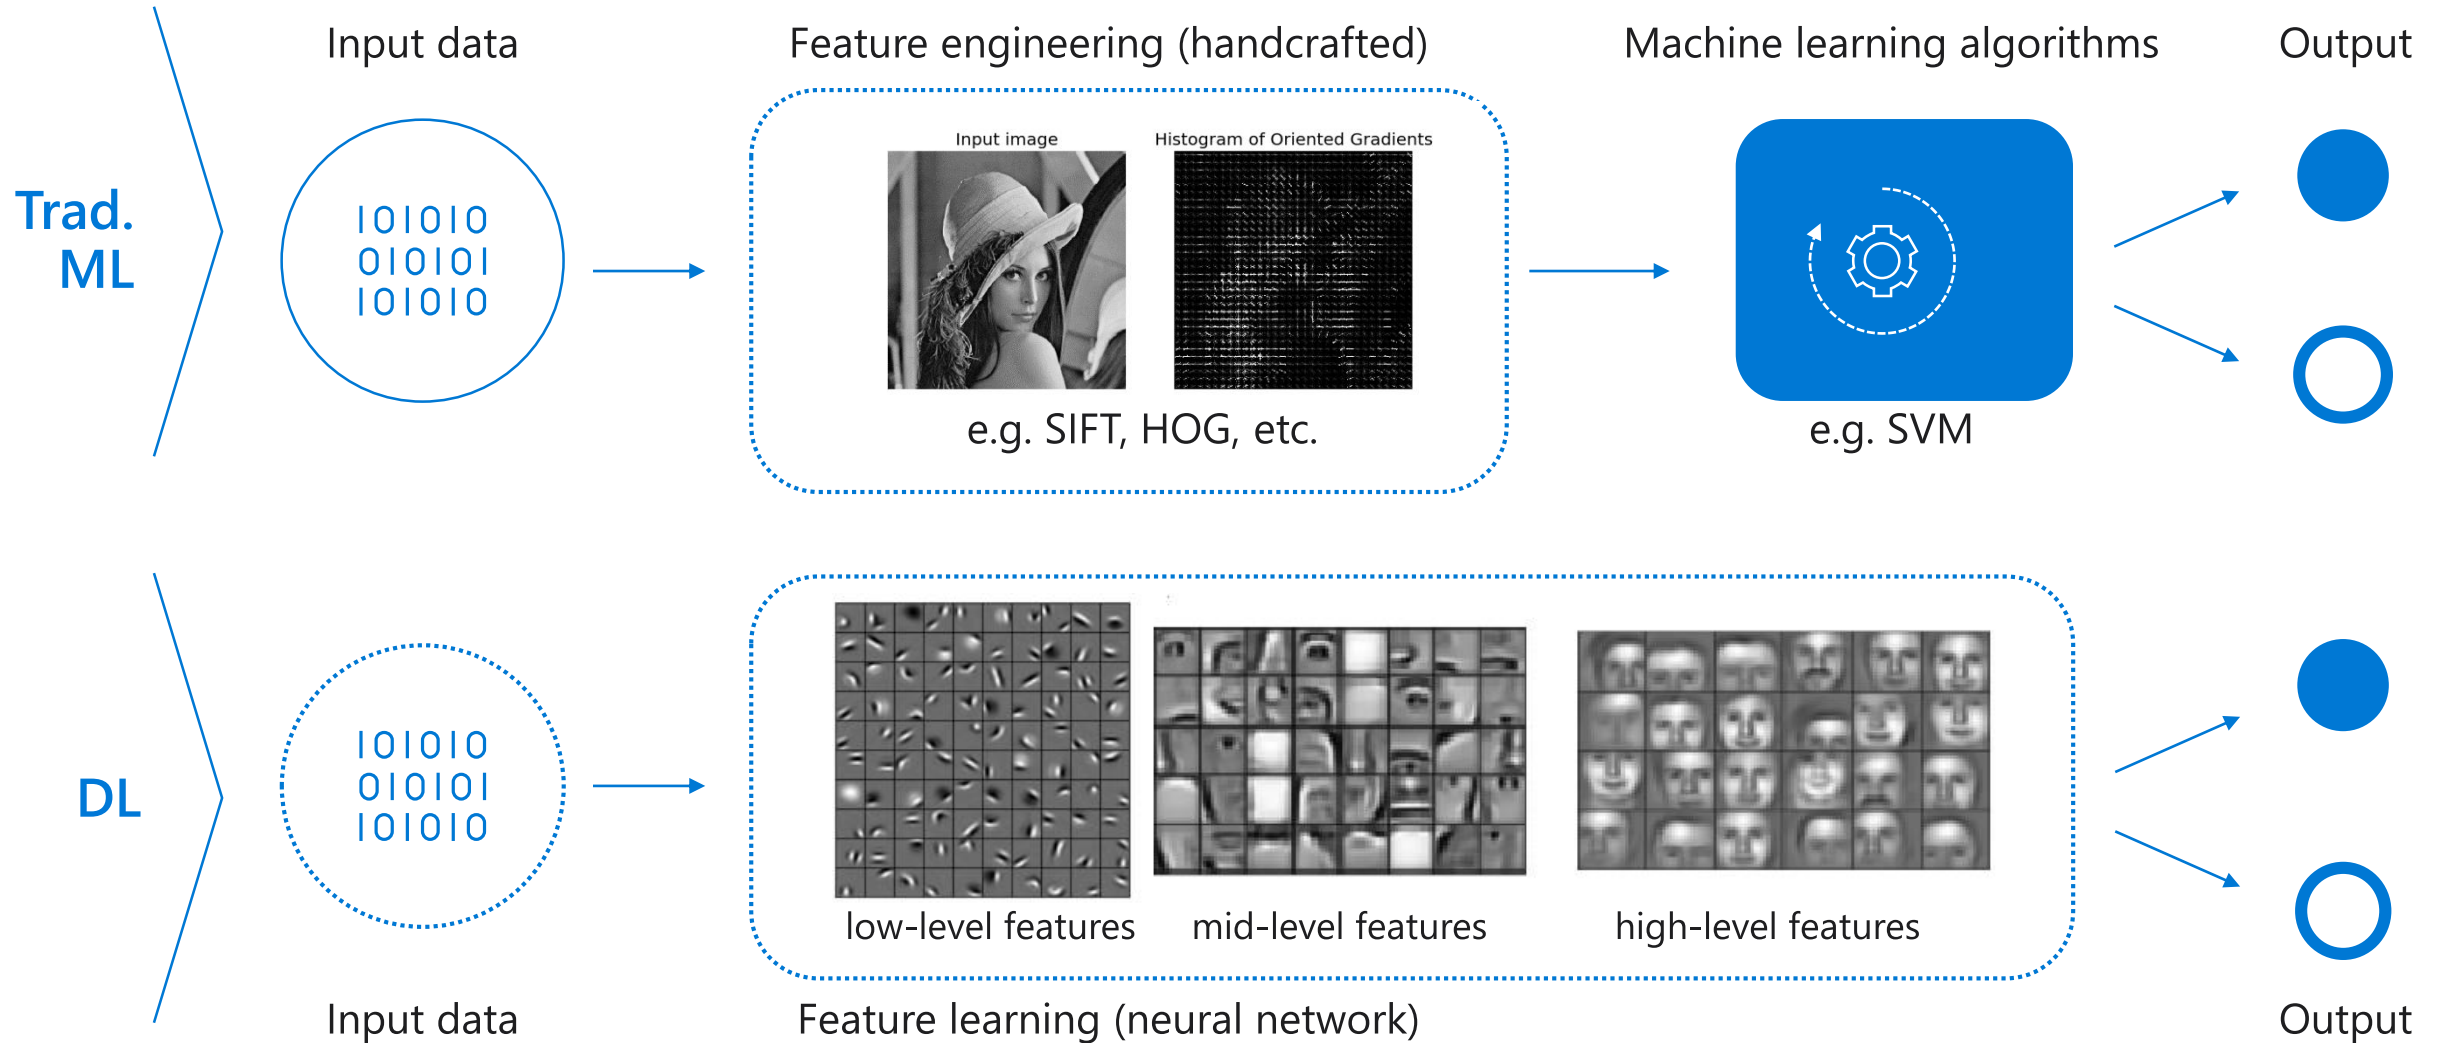 Input data
Feature engineering (handcrafted)
Machine learning algorithms
Output
Trad.
ML
101010
010101
101010
Input image
Histogram of Oriented Gradients
e.g. SIFT, HOG, etc.
e.g. SVM
DL
101010
010101
101010
low-level features
mid-level features
high-level features
Input data
Feature learning (neural network)
Output